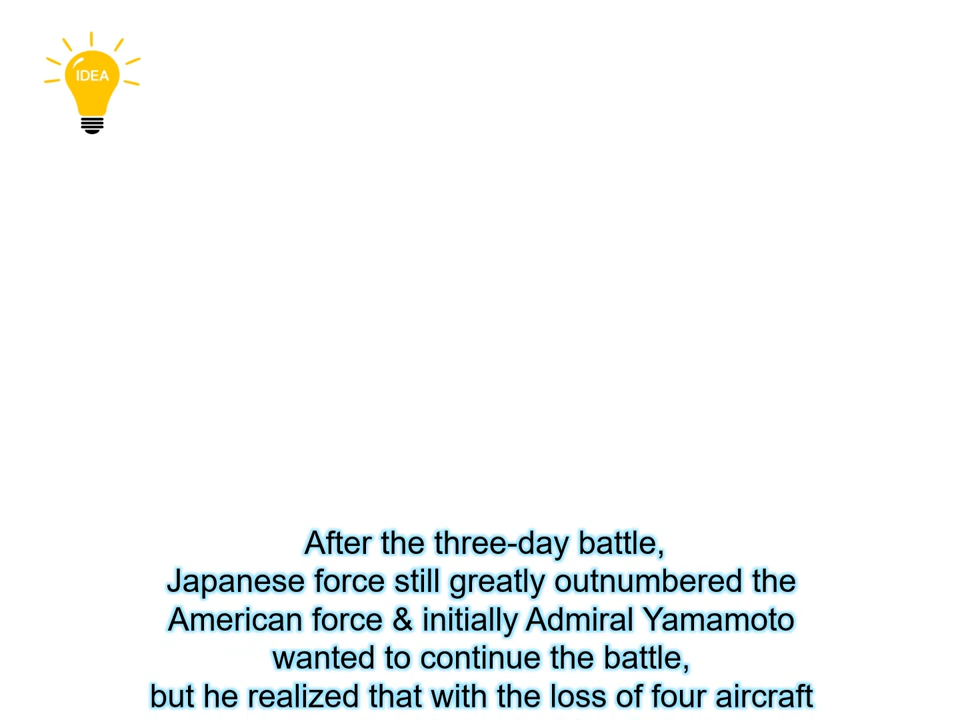 IDEA
After the three-day battle,
Japanese force still greatly outnumbered the
American force & initially Admiral Yamamoto
wanted to continue the battle,
but he realized that with the loss of four aircraft